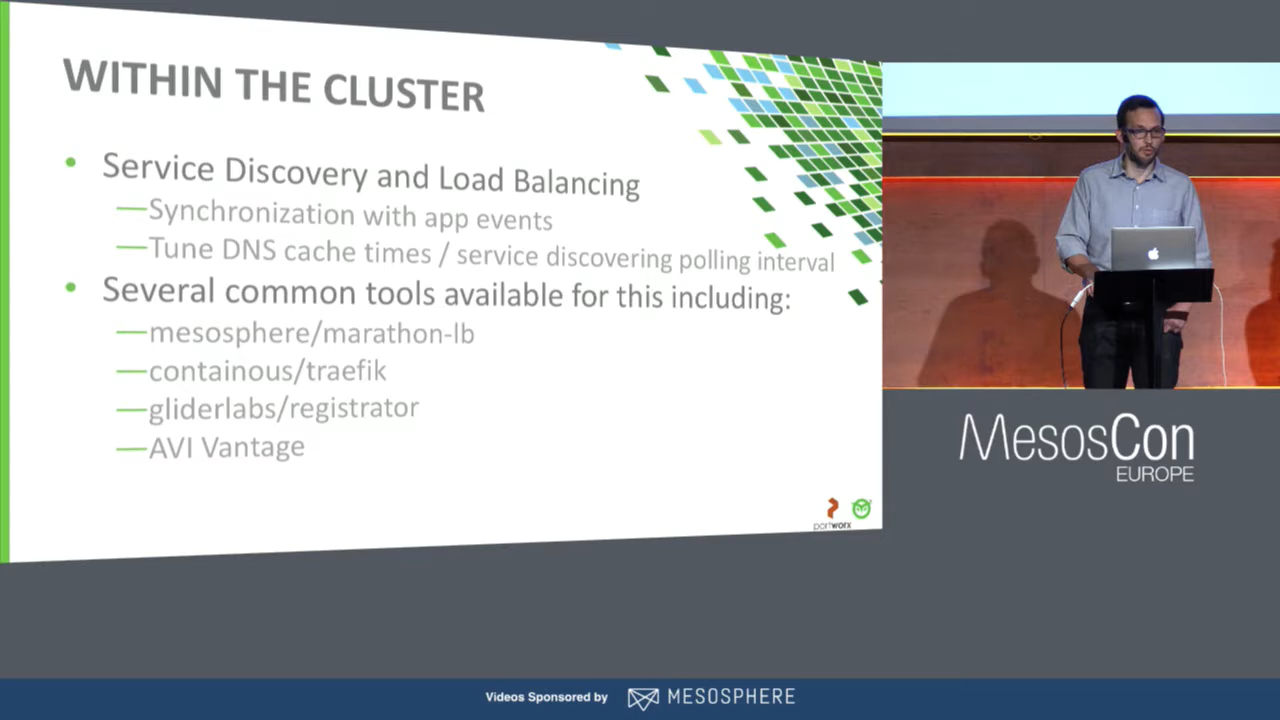 WITHIN THE CLUSTER
• Service Discovery and Load Balancing
—Synchronization with app events
—Tune DNS cache times / service discovering polling interval
• Several common tools available for this including:
—mesosphere/marathon-lb
—containous/traefik
—gliderlabs/registrator
—AVI Vantage
portworx
MesosCon
EUROPE
Videos Sponsored by MESOSPHERE